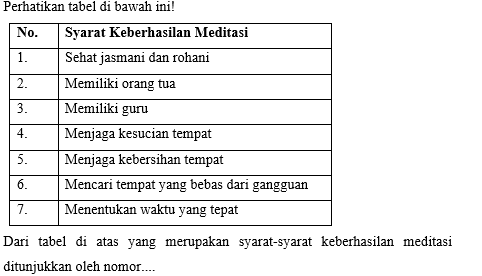 Perhatikan tabel di bawah ini!
No. Syarat Keberhasilan Meditasi
1. Sehat jasmani dan rohani
2. Memiliki orang tua
3. Memiliki guru
4. Menjaga kesucian tempat
5. Menjaga kebersihan tempat
6. Mencari tempat yang bebas dari gangguan
7. Menentukan waktu yang tepat
Dari tabel di atas yang merupakan syarat-syarat keberhasilan meditasi
ditunjukkan oleh nomor....